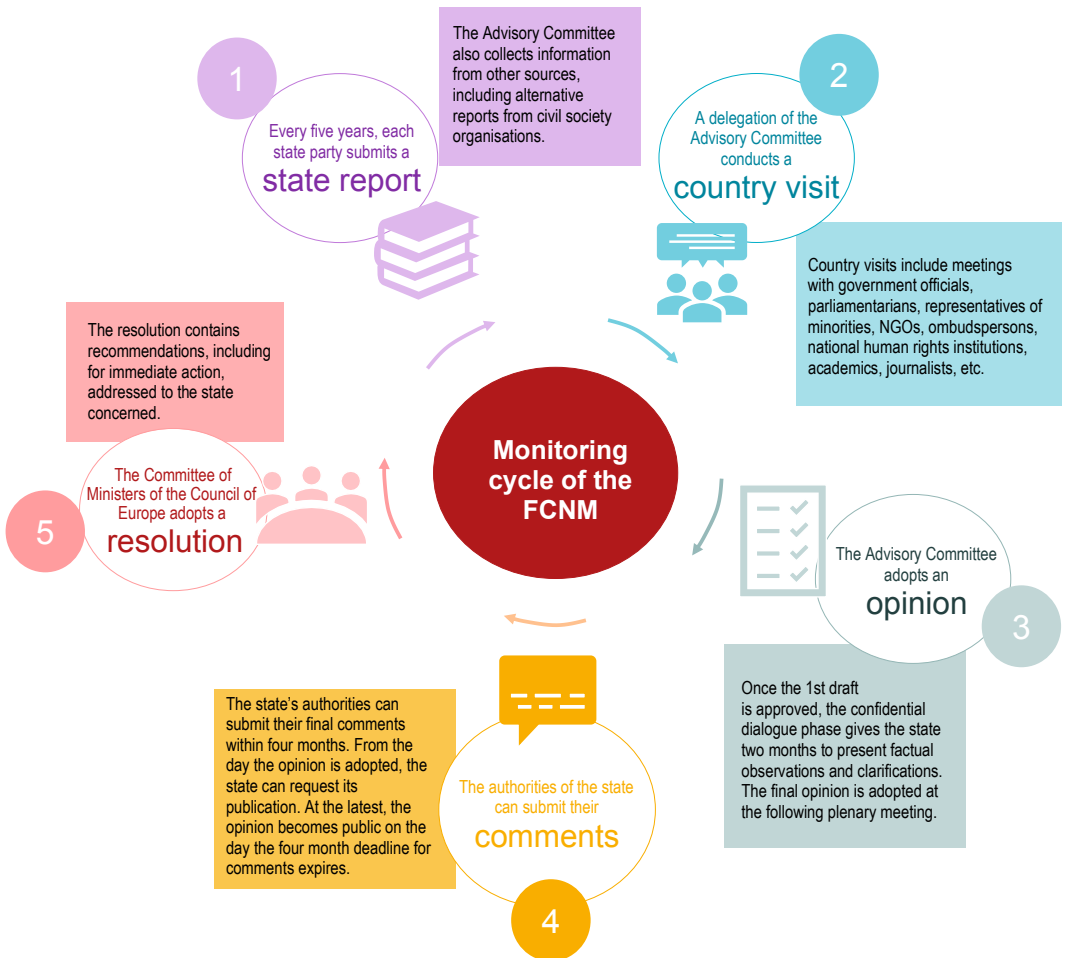 1
Every five years, each
state party submits a
state report
The Advisory Committee
also collects information
from other sources,
including alternative
reports from civil society
organisations.
2
A delegation of the
Advisory Committee
conducts a
country visit
Country visits include meetings
with government officials,
parliamentarians, representatives of
minorities, NGOs, ombudspersons,
national human rights institutions,
academics, journalists, etc.
Monitoring
cycle of the
FCNM
The Advisory Committee
adopts an
opinion
3
Once the 1st draft
is approved, the confidential
dialogue phase gives the state
two months to present factual
observations and clarifications.
The final opinion is adopted at
the following plenary meeting.
The authorities of the state
can submit their
comments
4
The state’s authorities can
submit their final comments
within four months. From the
day the opinion is adopted, the
state can request its
publication. At the latest, the
opinion becomes public on the
day the four month deadline for
comments expires.
The Committee of
Ministers of the Council of
Europe adopts a
resolution
5
The resolution contains
recommendations, including
for immediate action,
addressed to the state
concerned.